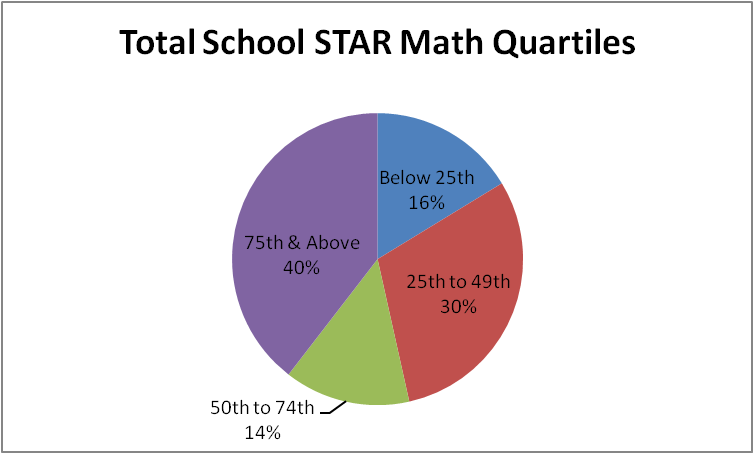 Total School STAR Math Quartiles
Below 25th
16%
75th & Above
40%
25th to 49th
30%
50th to 74th
14%